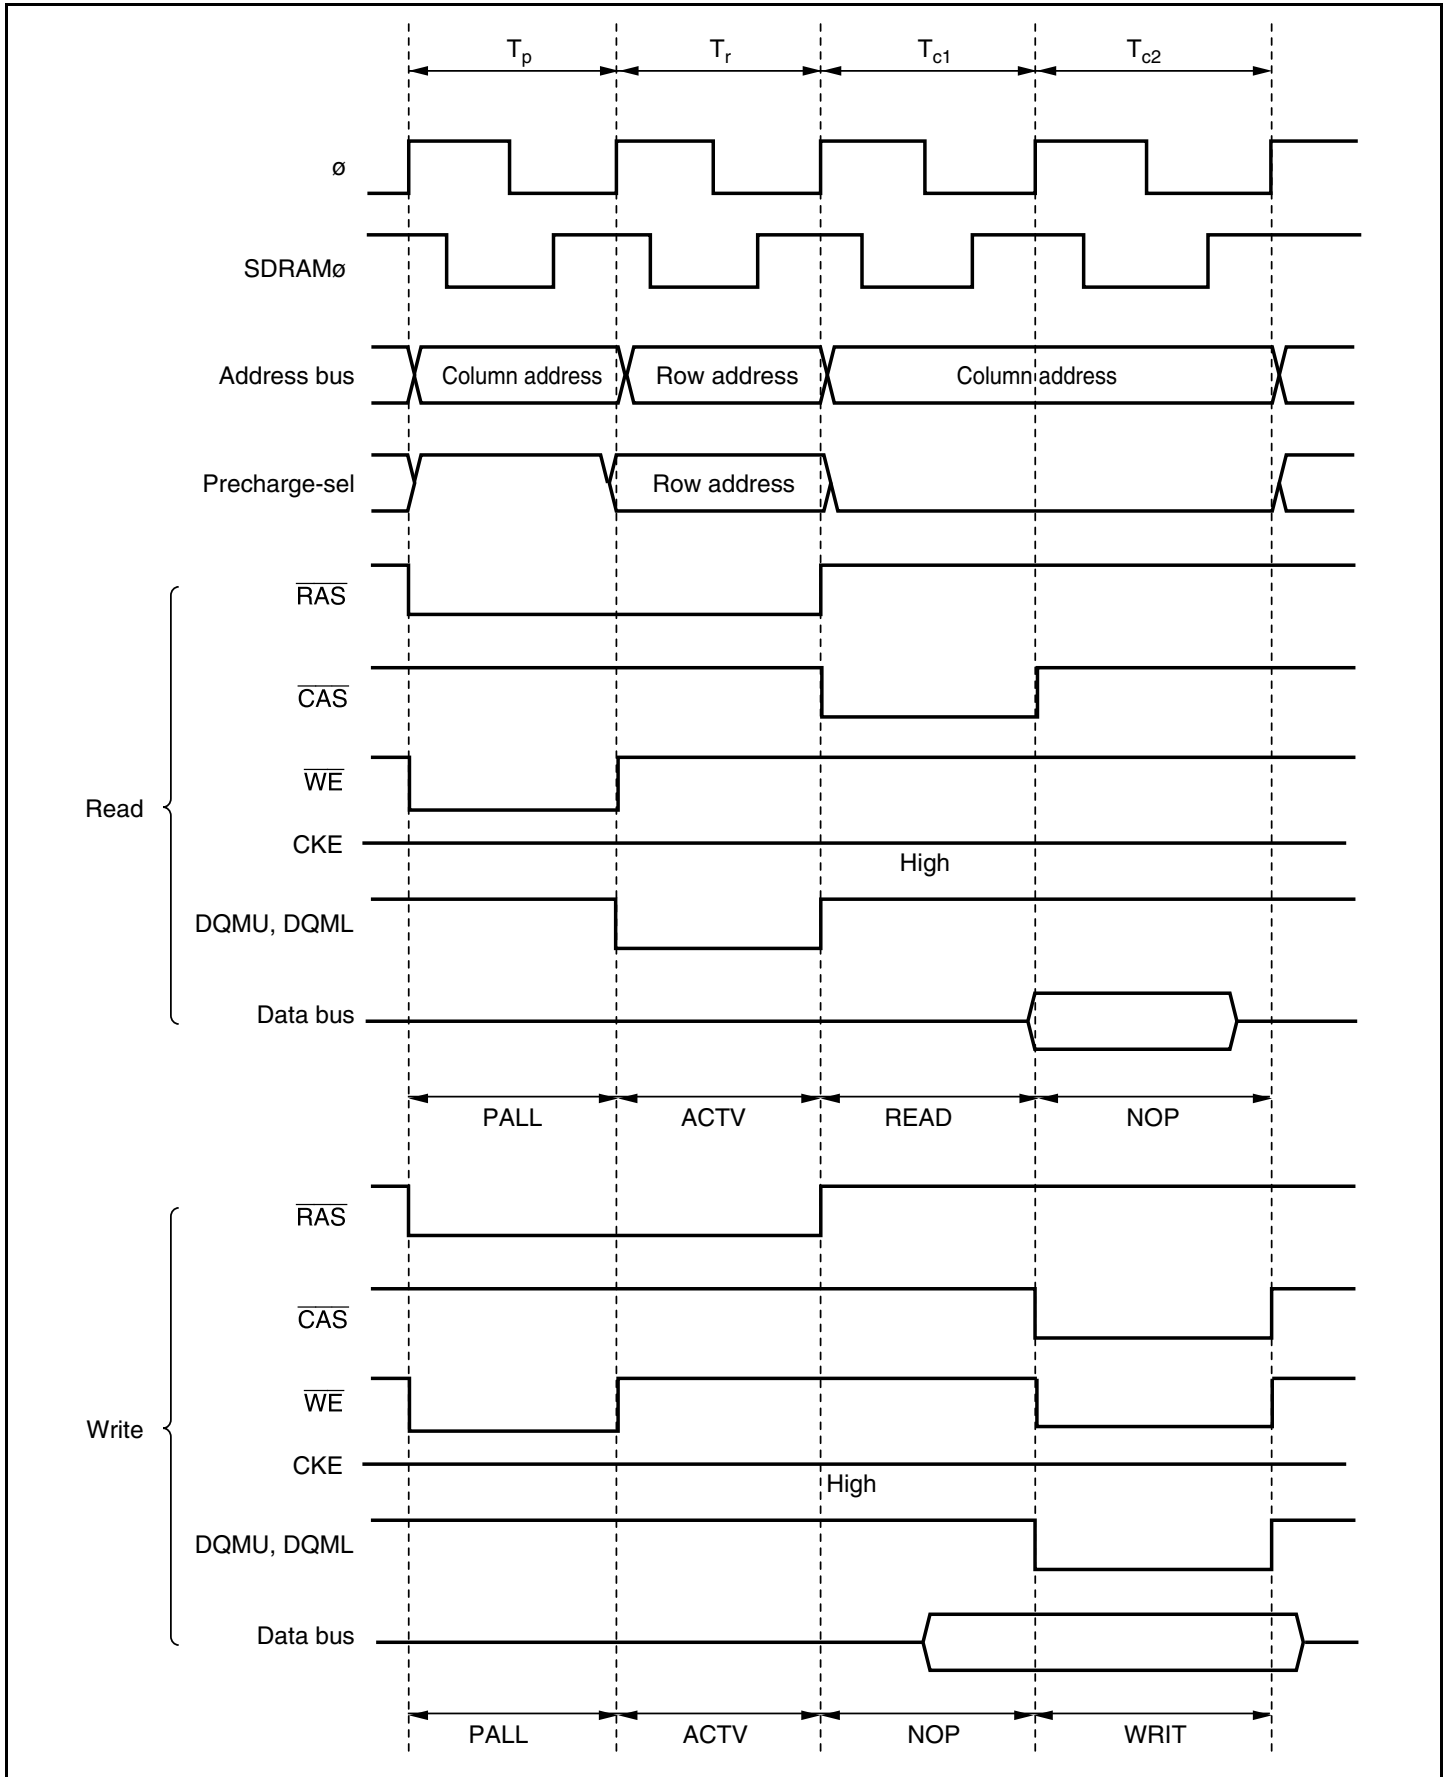 Tp Tr Tc1 Tc2
ø
SDRAMø
Address bus Column address Row address Column address
Precharge-sel Row address
RAS
CAS
WE
Read
CKE
High
DQMU, DQML
Data bus
PALL ACTV READ NOP
RAS
CAS
WE
Write
CKE
High
DQMU, DQML
Data bus
PALL ACTV NOP WRIT